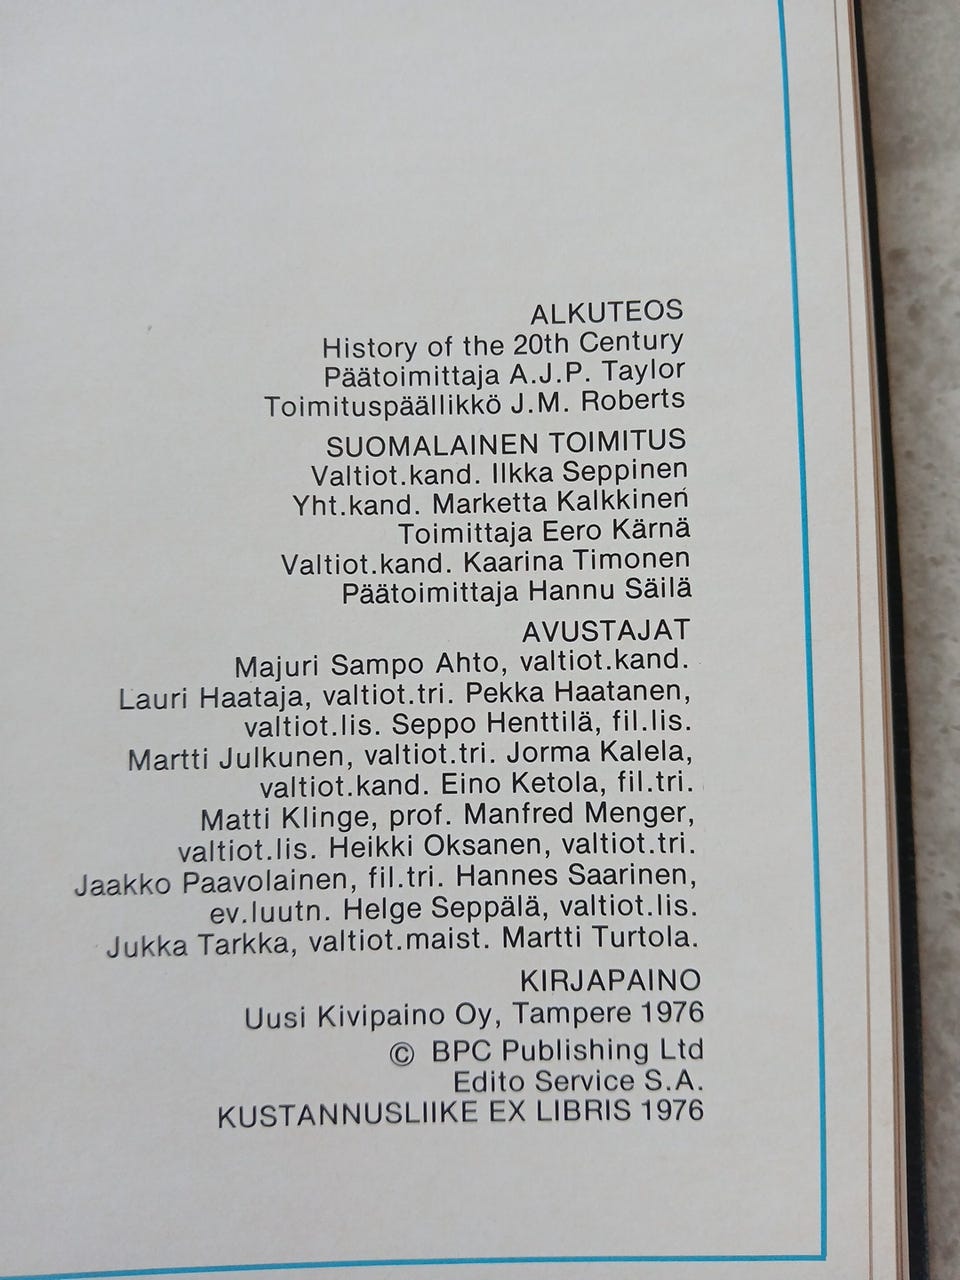 ALKUTEOS
History of the 20th Century
Päätoimittaja A.J.P. Taylor
Toimituspäällikkö J.M. Roberts
SUOMALAINEN TOIMITUS
Valtiot.kand. Ilkka Seppinen
Yht.kand. Marketta Kalkkinen
Toimittaja Eero Kärnä
Valtiot.kand. Kaarina Timonen
Päätoimittaja Hannu Säilä
AVUSTAJAT
Majuri Sampo Ahto, valtiot.kand.
Lauri Haataja, valtiot.tri. Pekka Haatanen,
valtiot.lis. Seppo Henttilä, fil.lis.
Martti Julkunen, valtiot.tri. Jorma Kalela,
valtiot.kand. Eino Ketola, fil.tri.
Matti Klinge, prof. Manfred Menger,
valtiot.lis. Heikki Oksanen, valtiot.tri.
Jaakko Paavolainen, fil.tri. Hannes Saarinen,
ev.luutn. Helge Seppälä, valtiot.lis.
Jukka Tarkka, valtiot.maist. Martti Turtola.
KIRJAPAINO
Uusi Kivipaino Oy, Tampere 1976
© BPC Publishing Ltd
Edito Service S.A.
KUSTANNUSLIIKE EX LIBRIS 1976